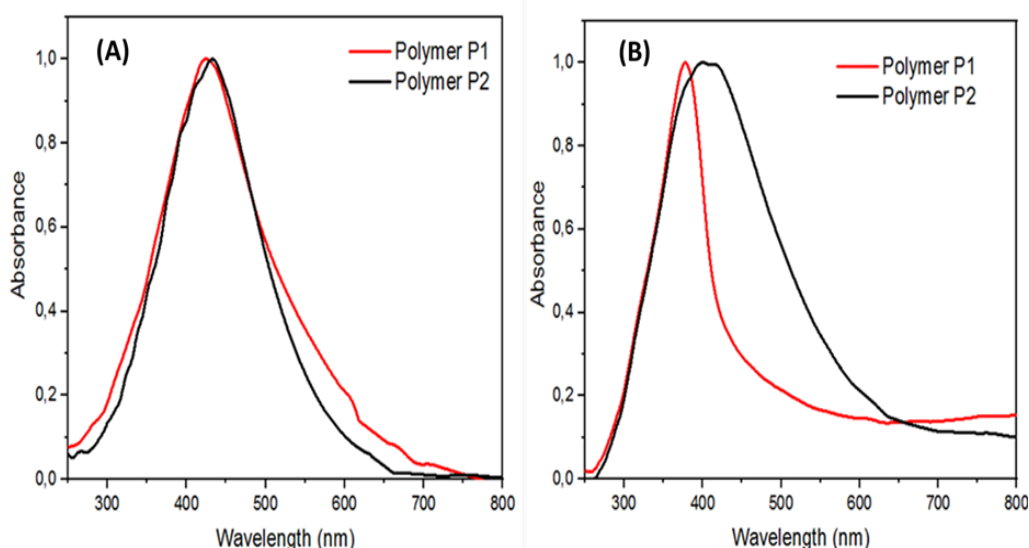 (A)
Polymer P1
Polymer P2
1,0
0,8
0,6
0,4
0,2
0,0
Absorbance
300 400 500 600 700 800
Wavelength (nm)
(B)
Polymer P1
Polymer P2
1,0
0,8
0,6
0,4
0,2
0,0
Absorbance
300 400 500 600 700 800
Wavelength (nm)